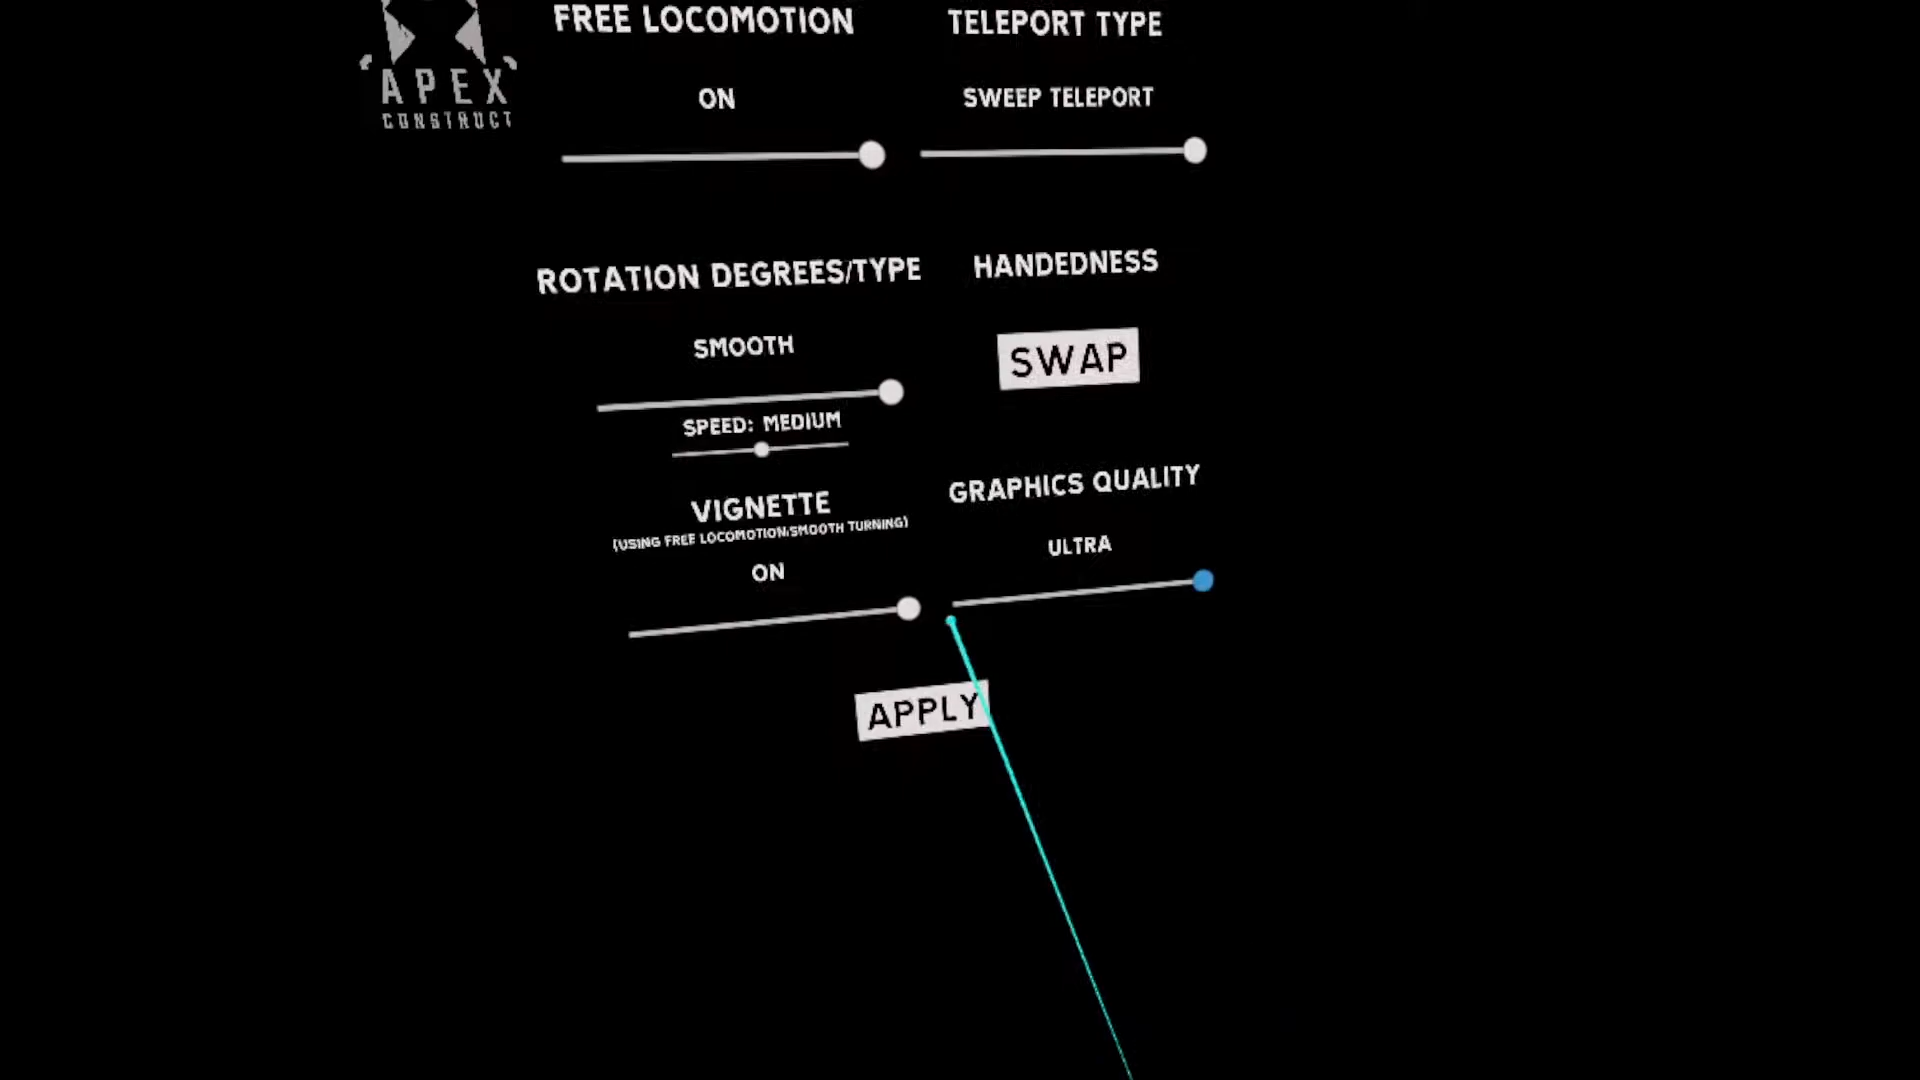 APEX
CONSTRUCT
FREE LOCOMOTION
ON
TELEPORT TYPE
SWEEP TELEPORT
ROTATION DEGREES/TYPE
SMOOTH
SPEED: MEDIUM
HANDEDNESS
SWAP
VIGNETTE
(USING FREE LOCOMOTION/SMOOTH TURNING)
ON
GRAPHICS QUALITY
ULTRA
APPLY